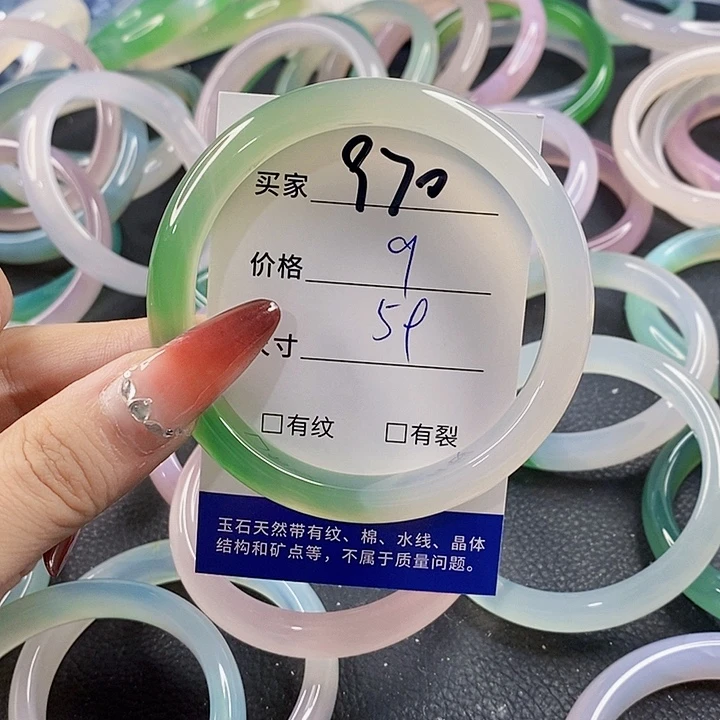 买家 970
价格 9
寸 59
□有纹 □有裂
玉石天然带有纹、棉、水线、晶体
结构和矿点等，不属于质量问题。